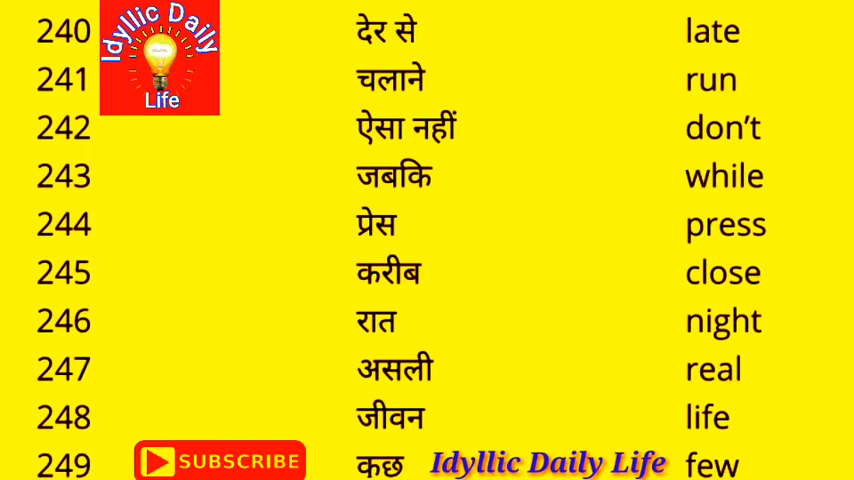 240 देर से late
Idyllic Daily
Life
241 चलाने run
242 ऐसा नहीं don't
243 जबकि while
244 प्रेस press
245 करीब close
246 रात night
247 असली real
248 जीवन life
249 SUBSCRIBE कछ Idyllic Daily Life few